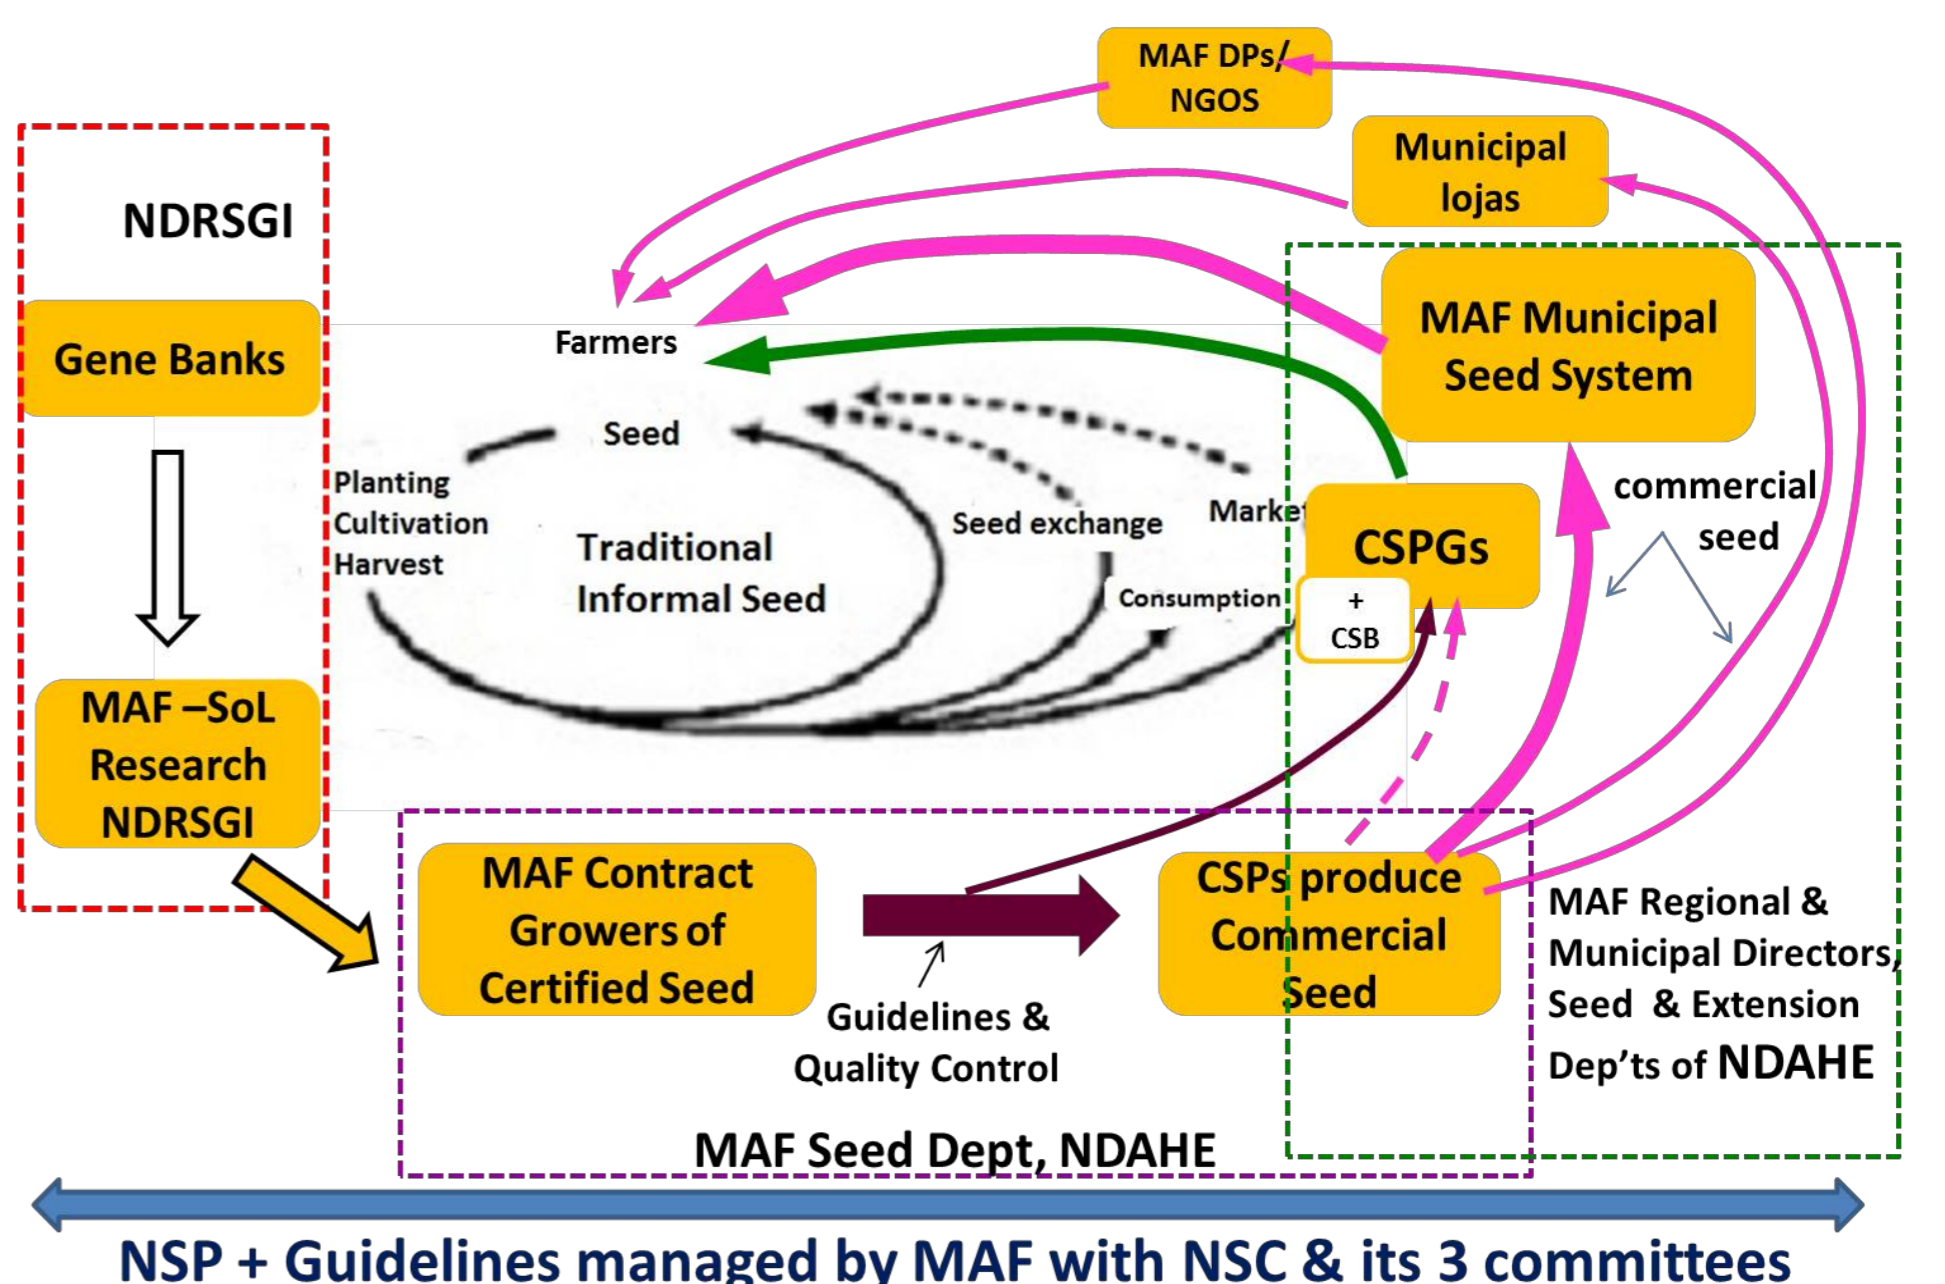 MAF DPs/
NGOS
Municipal
lojas
NDRSGI
Gene Banks
MAF Municipal
Seed System
Farmers
Seed
Planting
Cultivation
Harvest
Traditional
Informal Seed
Seed exchange
Market
Consumption
CSPGs
+
CSB
commercial
seed
MAF –SoL
Research
NDRSGI
MAF Contract
Growers of
Certified Seed
Guidelines &
Quality Control
CSPs produce
Commercial
Seed
MAF Regional &
Municipal Directors,
Seed & Extension
Dep’ts of NDAHE
MAF Seed Dept, NDAHE
NSP + Guidelines managed by MAF with NSC & its 3 committees